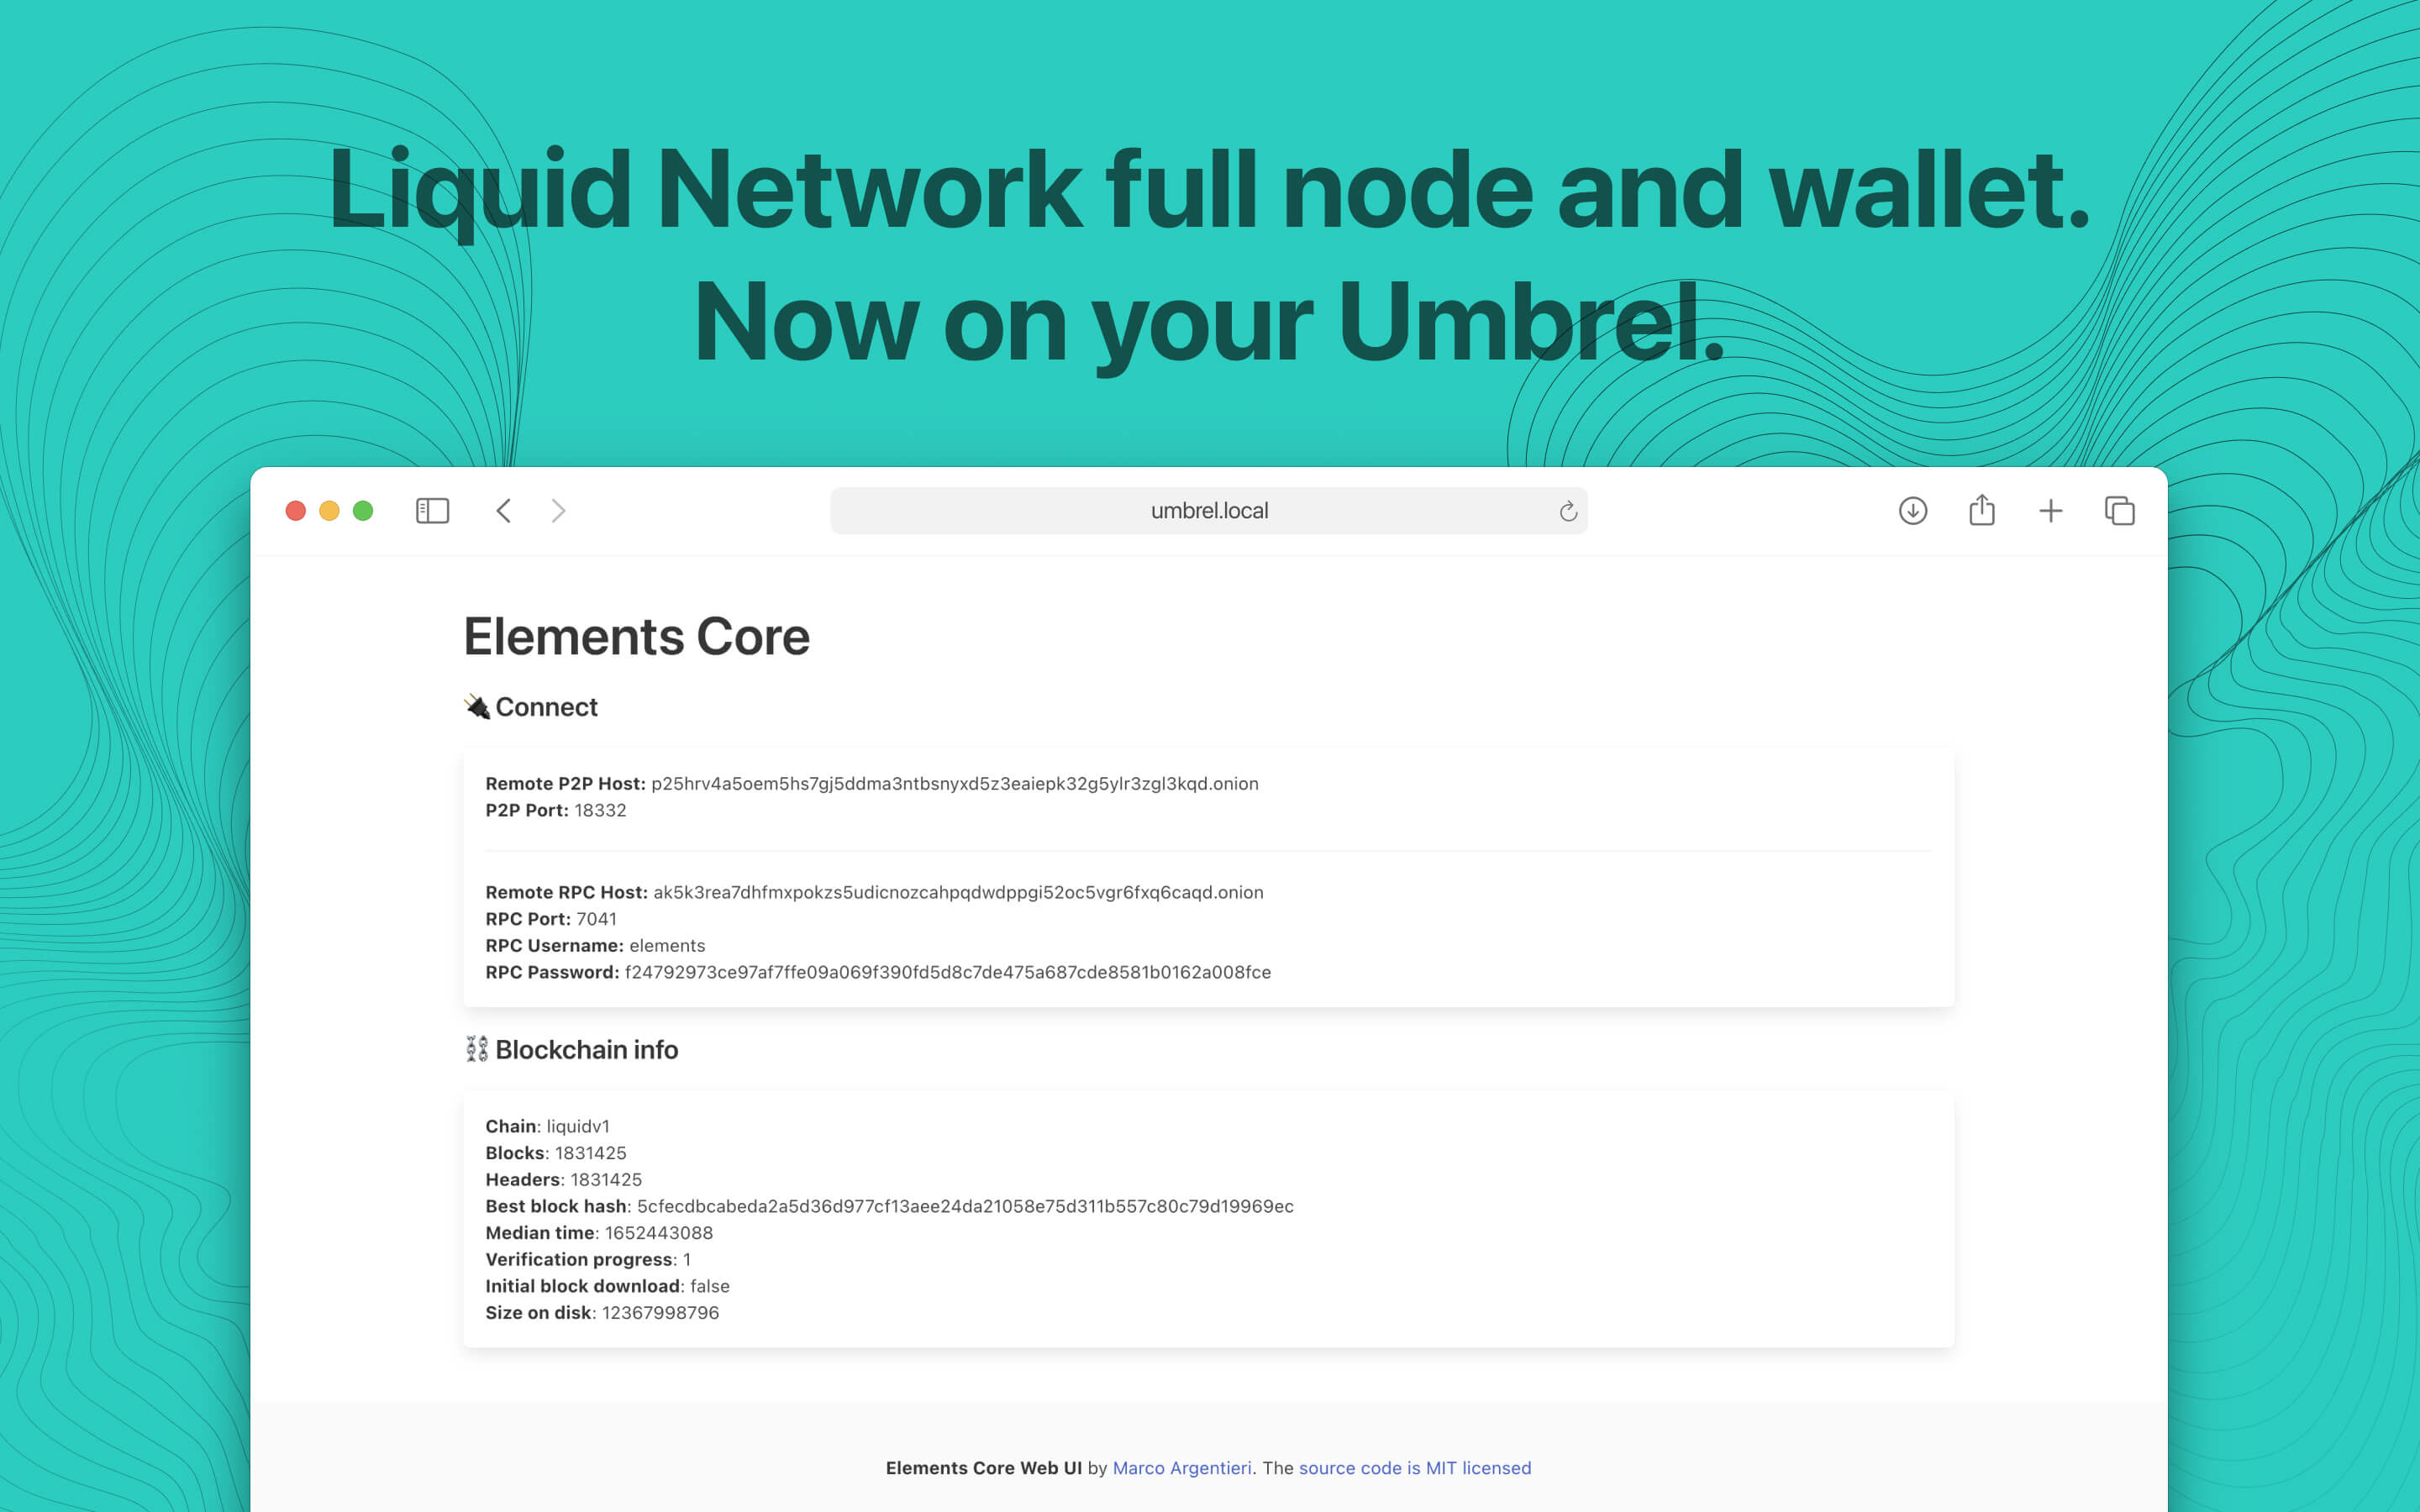 Liquid Network full node and wallet.
Now on your Umbrel.
umbrel.local
Elements Core
🔌 Connect
Remote P2P Host: p25hrv4a5oem5hs7gj5ddma3ntbsnyxd5z3eaiepk32g5ylr3zgl3kqd.onion
P2P Port: 18332
Remote RPC Host: ak5k3rea7dhfmxpokzs5udicnozcahpqdwdppgi52oc5vgr6fxq6caqd.onion
RPC Port: 7041
RPC Username: elements
RPC Password: f24792973ce97af7ffe09a069f390fd5d8c7de475a687cde8581b0162a008fce
⛓ Blockchain info
Chain: liquidv1
Blocks: 1831425
Headers: 1831425
Best block hash: 5cfecdbcabeda2a5d36d977cf13aee24da21058e75d311b557c80c79d19969ec
Median time: 1652443088
Verification progress: 1
Initial block download: false
Size on disk: 12367998796
Elements Core Web UI by Marco Argentieri. The source code is MIT licensed